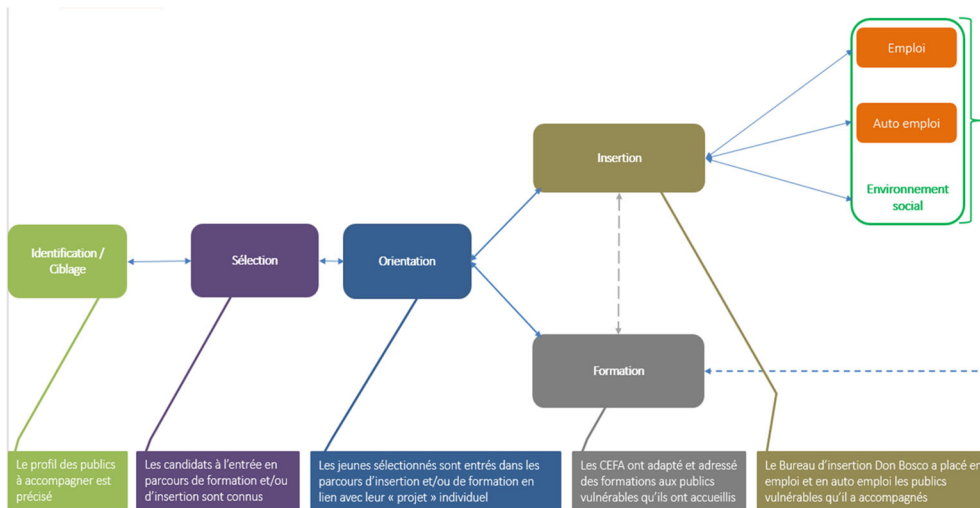 Emploi
Auto emploi
Environnement
social
Insertion
Identification /
Ciblage
Sélection
Orientation
Formation
Le profil des publics
à accompagner est
précisé
Les candidats à l'entrée en
parcours de formation et/ou
d'insertion sont connus
Les jeunes sélectionnés sont entrés dans les
parcours d'insertion et/ou de formation en
lien avec leur « projet » individuel
Les CEFA ont adapté et adressé
des formations aux publics
vulnérables qu'ils ont accueillis
Le Bureau d'insertion Don Bosco a placé en
emploi et en auto emploi les publics
vulnérables qu'il a accompagnés